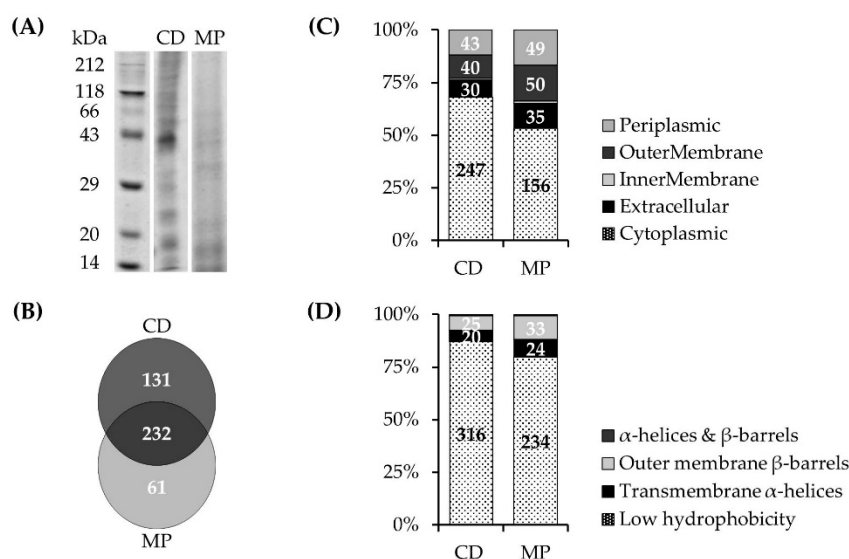 (A)
kDa
CD MP
212
118
66
43
29
20
14
(B)
CD
131
232
61
MP
(C)
100%
75%
50%
25%
0%
43
40
30
247
49
50
35
156
CD MP
Periplasmic
OuterMembrane
InnerMembrane
Extracellular
Cytoplasmic
(D)
100%
75%
50%
25%
0%
25
20
316
33
24
234
CD MP
α-helices & β-barrels
Outer membrane β-barrels
Transmembrane α-helices
Low hydrophobicity